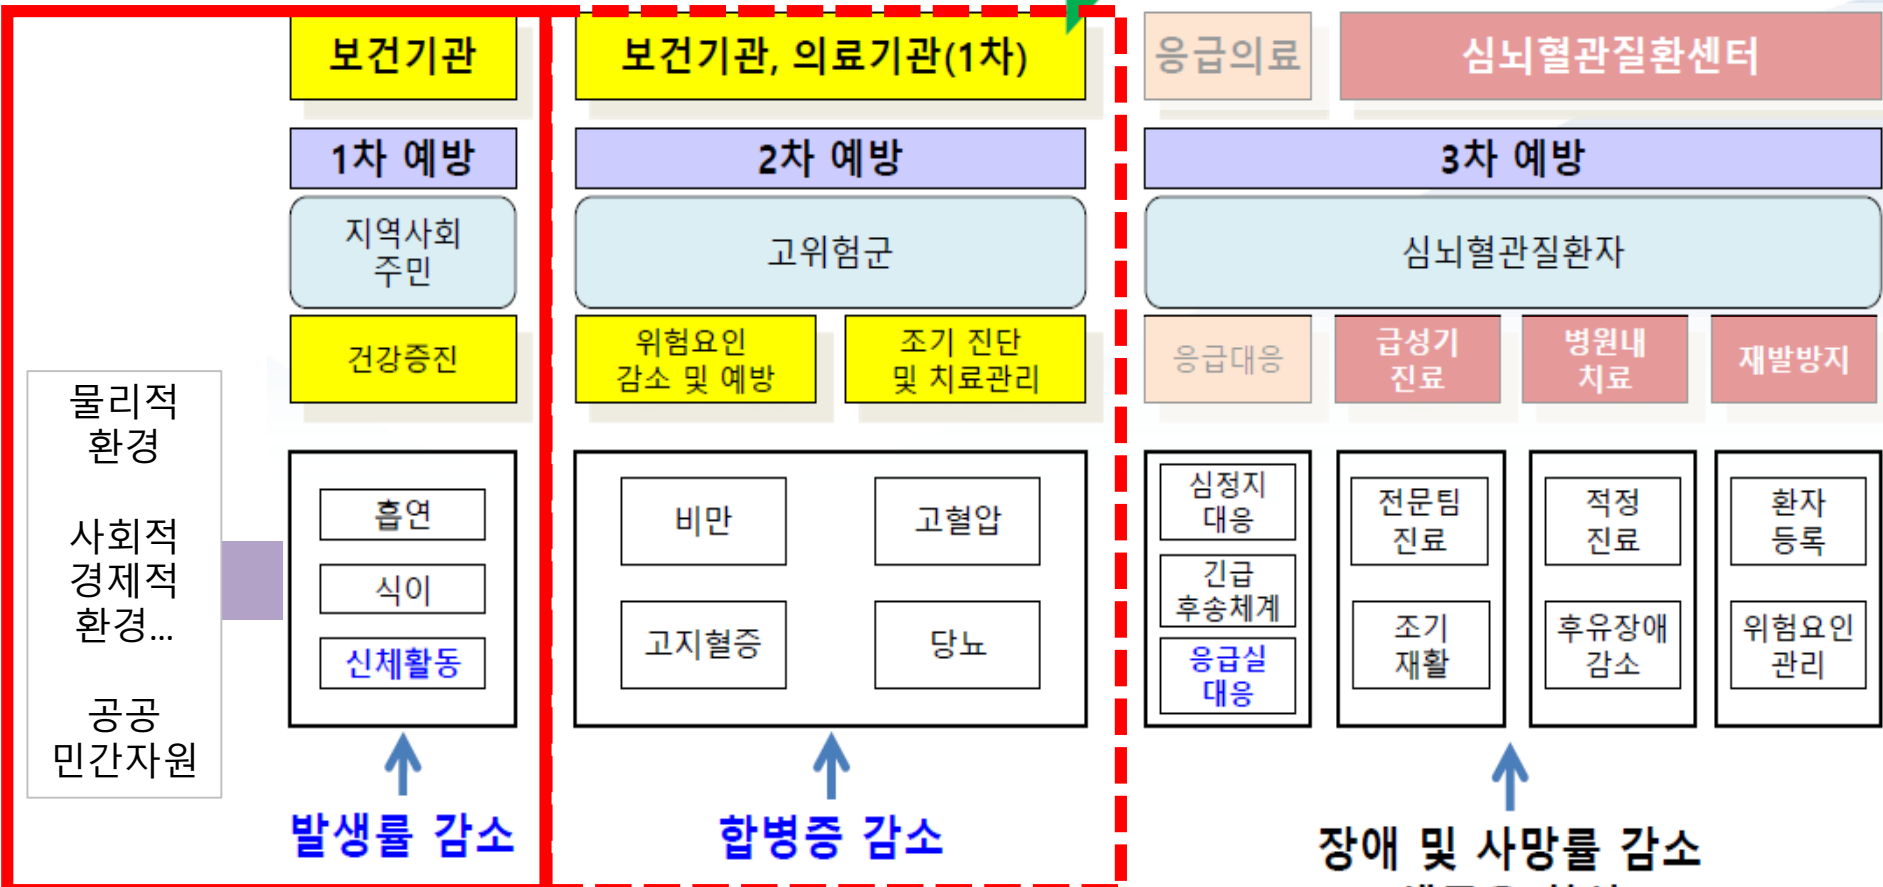 보건기관
보건기관, 의료기관(1차)
응급의료
심뇌혈관질환센터
1차 예방
2차 예방
3차 예방
지역사회
주민
고위험군
심뇌혈관질환자
건강증진
위험요인
감소 및 예방
조기 진단
및 치료관리
응급대응
급성기
진료
병원내
치료
재발방지
물리적
환경
사회적
경제적
환경...
공공
민간자원
흡연
식이
신체활동
비만
고혈압
고지혈증
당뇨
심정지
대응
긴급
후송체계
응급실
대응
전문팀
진료
조기
재활
적정
진료
후유장애
감소
환자
등록
위험요인
관리
발생률 감소
합병증 감소
장애 및 사망률 감소